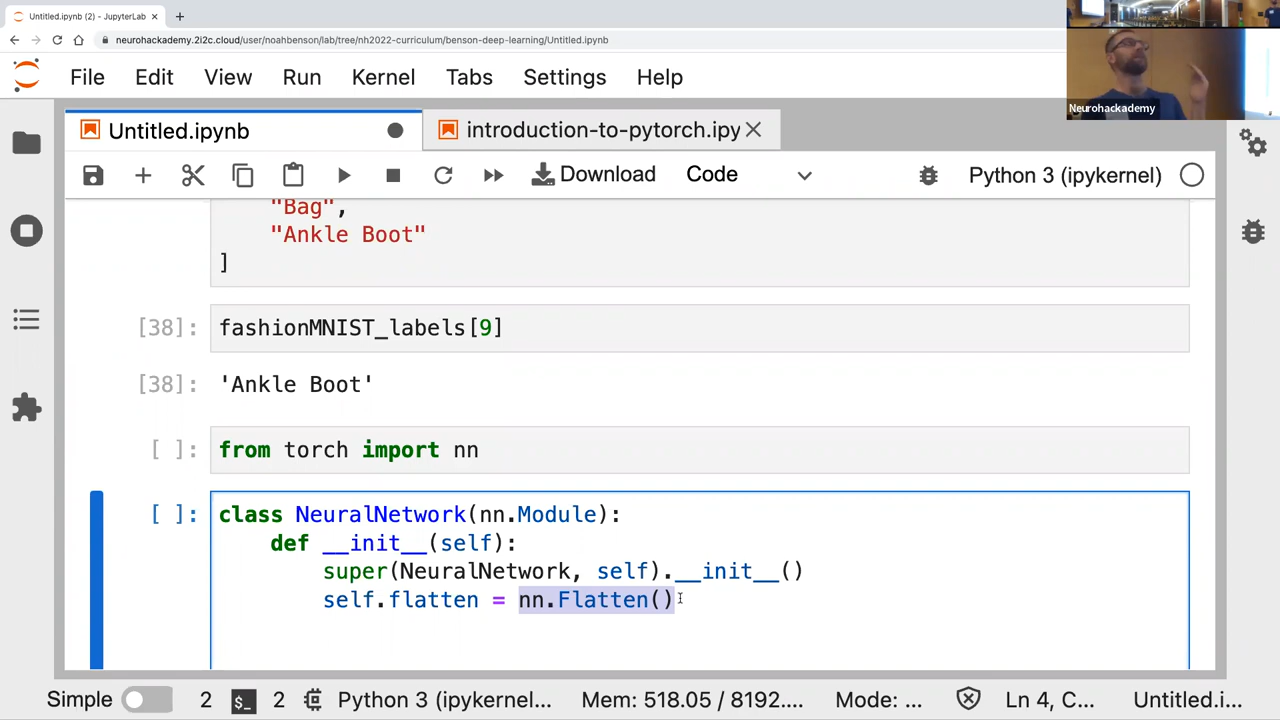 Untitled.ipynb (2) - JupyterLab
neurohackademy.2i2c.cloud/user/noahbenson/lab/tree/nh2022-curriculum/benson-deep-learning/Untitled.ipynb
File Edit View Run Kernel Tabs Settings Help
Neurohackademy
Untitled.ipynb
introduction-to-pytorch.ipy
Download Code Python 3 (ipykernel)
"Bag",
"Ankle Boot"
]
[38]: fashionMNIST_labels[9]
[38]: 'Ankle Boot'
[ ]: from torch import nn
[ ]: class NeuralNetwork(nn.Module):
def __init__(self):
super(NeuralNetwork, self).__init__()
self.flatten = nn.Flatten()
Simple 2 $_ 2 Python 3 (ipykernel... Mem: 518.05 / 8192.... Mode: ... Ln 4, C... Untitled.i...